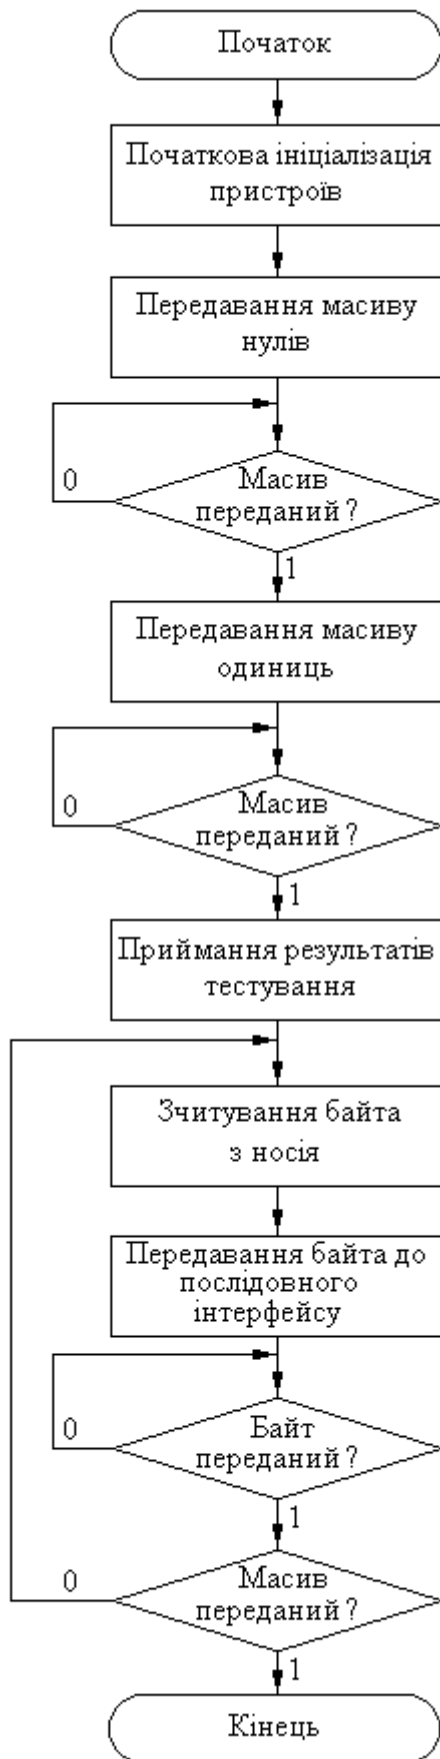 Початок
Початкова ініціалізація
пристроїв
Передавання масиву
нулів
Масив
переданий ?
0
1
Передавання масиву
одиниць
Масив
переданий ?
0
1
Приймання результатів
тестування
Зчитування байта
з носія
Передавання байта до
послідовного
інтерфейсу
Байт
переданий ?
0
1
Масив
переданий ?
0
1
Кінець